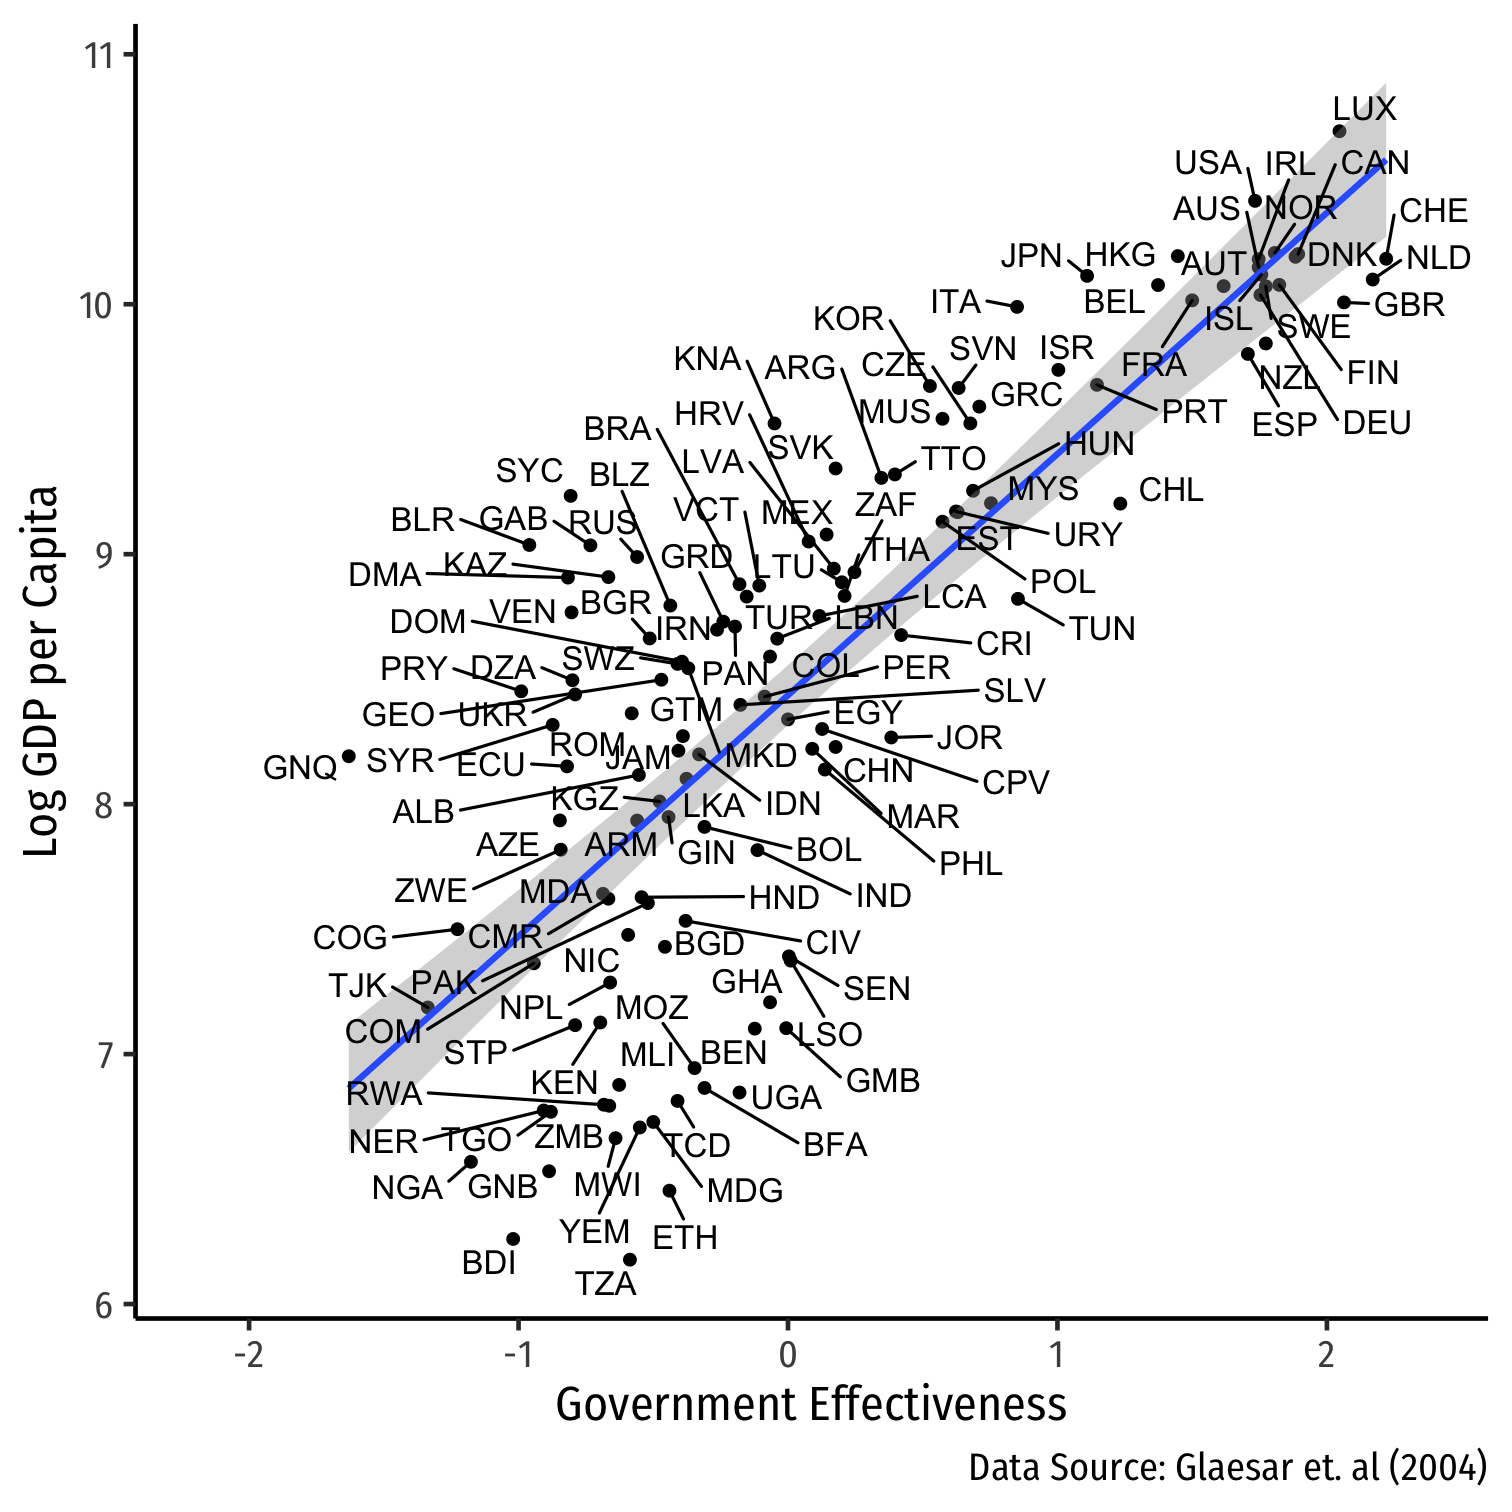 11
10
9
8
7
6
-2
-1
0
1
2
Log GDP per Capita
Government Effectiveness
Data Source: Glaesar et. al (2004)
LUX
USA IRL CAN
AUS NOR CHE
JPN HKG AUT DNK NLD
ITA BEL ISL GBR
KOR SWE
KNA ARG CZE SVN ISR FRA NZL FIN
HRV MUS GRC PRT ESP DEU
BRA SVK HUN
SYC BLZ LVA TTO MYS CHL
BLR GAB RUS VCT MEX ZAF EST URY
DMA KAZ GRD LTU THA POL
VEN BGR LCA
DOM IRN TUR LBN TUN
PRY DZA SWZ PAN COL PER CRI
GEO UKR GTM EGY SLV
GNQ SYR ECU ROM JAM MKD JOR
ALB KGZ LKA IDN CHN CPV
AZE ARM GIN BOL MAR
ZWE MDA HND IND PHL
COG CMR BGD CIV
TJK PAK NIC GHA SEN
COM NPL MOZ LSO
STP MLI BEN
RWA KEN UGA GMB
NER TGO ZMB TCD BFA
NGA GNB MWI MDG
YEM ETH
BDI TZA